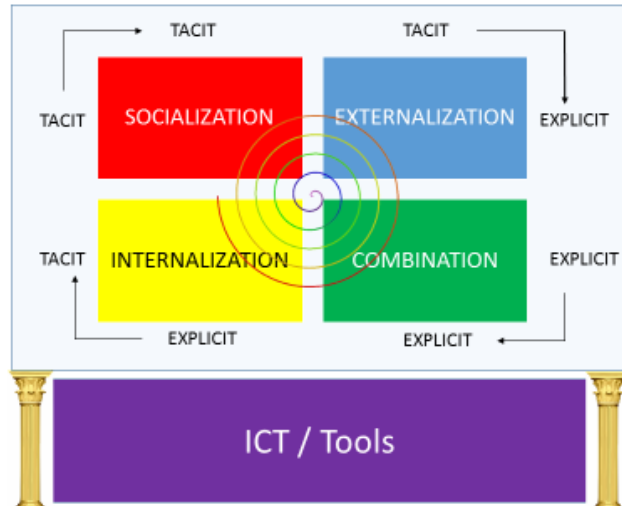 TACIT
TACIT
TACIT
SOCIALIZATION
EXTERNALIZATION
EXPLICIT
TACIT
INTERNALIZATION
COMBINATION
EXPLICIT
EXPLICIT
EXPLICIT
ICT / Tools